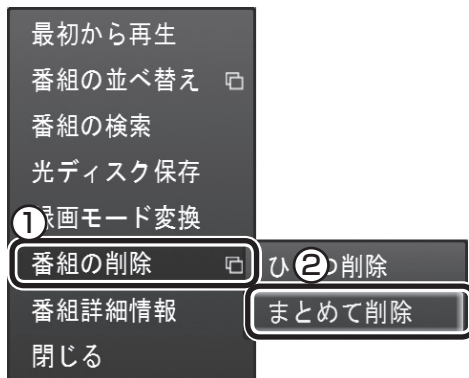 最初から再生
番組の並べ替え
番組の検索
光ディスク保存
①
画モード変換
番組の削除
②
ひ の削除
まとめて削除
番組詳細情報
閉じる